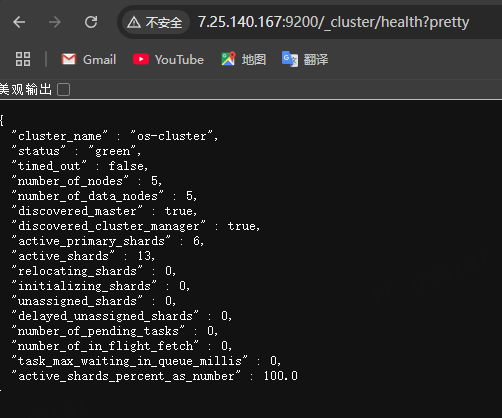 不安全 7.25.140.167:9200/_cluster/health?pretty
Gmail YouTube 地图 翻译
美观输出
{
"cluster_name" : "os-cluster",
"status" : "green",
"timed_out" : false,
"number_of_nodes" : 5,
"number_of_data_nodes" : 5,
"discovered_master" : true,
"discovered_cluster_manager" : true,
"active_primary_shards" : 6,
"active_shards" : 13,
"relocating_shards" : 0,
"initializing_shards" : 0,
"unassigned_shards" : 0,
"delayed_unassigned_shards" : 0,
"number_of_pending_tasks" : 0,
"number_of_in_flight_fetch" : 0,
"task_max_waiting_in_queue_millis" : 0,
"active_shards_percent_as_number" : 100.0